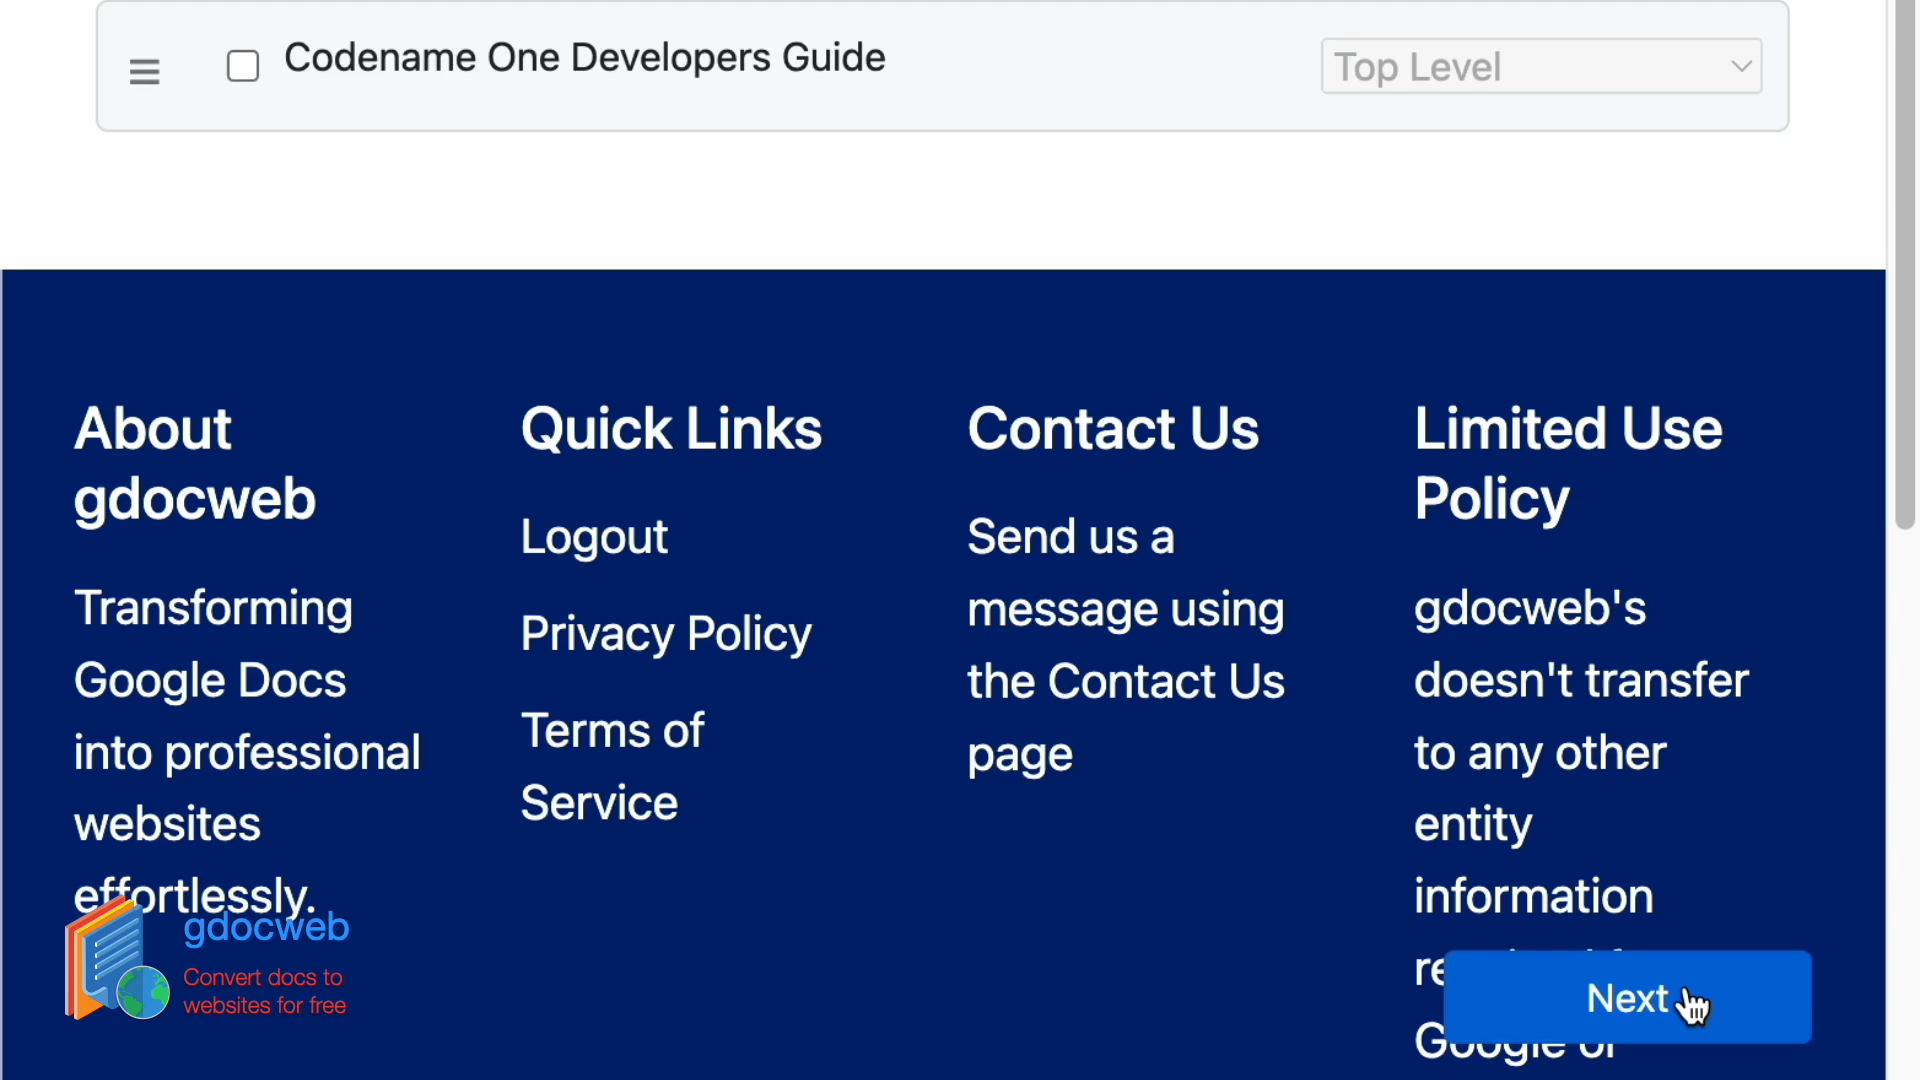 Codename One Developers Guide
Top Level
About
gdocweb
Transforming
Google Docs
into professional
websites
effortlessly.
Quick Links
Logout
Privacy Policy
Terms of
Service
Contact Us
Send us a
message using
the Contact Us
page
Limited Use
Policy
gdocweb's
doesn't transfer
to any other
entity
information
Google or
Next
gdocweb
Convert docs to
websites for free